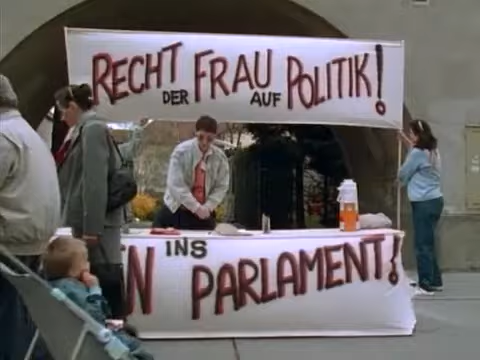 RECHT DER FRAU AUF POLITIK!
N INS PARLAMENT!